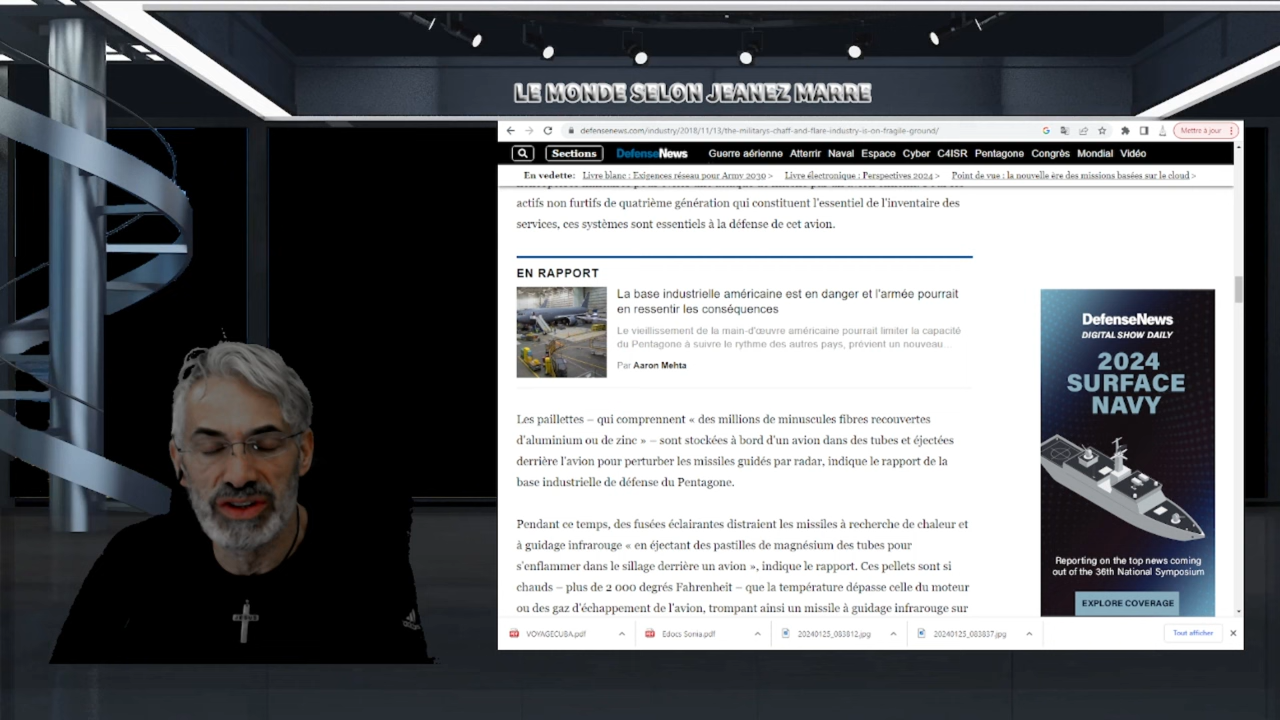 LE MONDE SELON JEANEZ MARRE
defensenews.com/industry/2018/11/13/the-militarys-chaff-and-flare-industry-is-on-fragile-ground/
Mettre à jour
Sections
DefenseNews
Guerre aérienne Atterrir Naval Espace Cyber C4ISR Pentagone Congrès Mondial Vidéo
En vedette: Livre blanc : Exigences réseau pour Army 2030 > Livre électronique : Perspectives 2024 > Point de vue : la nouvelle ère des missions basées sur le cloud >
actifs non furtifs de quatrième génération qui constituent l'essentiel de l'inventaire des
services, ces systèmes sont essentiels à la défense de cet avion.
EN RAPPORT
La base industrielle américaine est en danger et l'armée pourrait
en ressentir les conséquences
Le vieillissement de la main-d'œuvre américaine pourrait limiter la capacité
du Pentagone à suivre le rythme des autres pays, prévient un nouveau...
Par Aaron Mehta
Les paillettes – qui comprennent « des millions de minuscules fibres recouvertes
d'aluminium ou de zinc » – sont stockées à bord d'un avion dans des tubes et éjectées
derrière l'avion pour perturber les missiles guidés par radar, indique le rapport de la
base industrielle de défense du Pentagone.
Pendant ce temps, des fusées éclairantes distraient les missiles à recherche de chaleur et
à guidage infrarouge « en éjectant des pastilles de magnésium des tubes pour
s'enflammer dans le sillage derrière un avion », indique le rapport. Ces pellets sont si
chauds – plus de 2 000 degrés Fahrenheit – que la température dépasse celle du moteur
ou des gaz d'échappement de l'avion, trompant ainsi un missile à guidage infrarouge sur
DefenseNews
DIGITAL SHOW DAILY
2024
SURFACE
NAVY
Reporting on the top news coming
out of the 36th National Symposium
EXPLORE COVERAGE
VOYAGECUBA.pdf
Edocs Sonia.pdf
20240125_083812.jpg
20240125_083837.jpg
Tout afficher